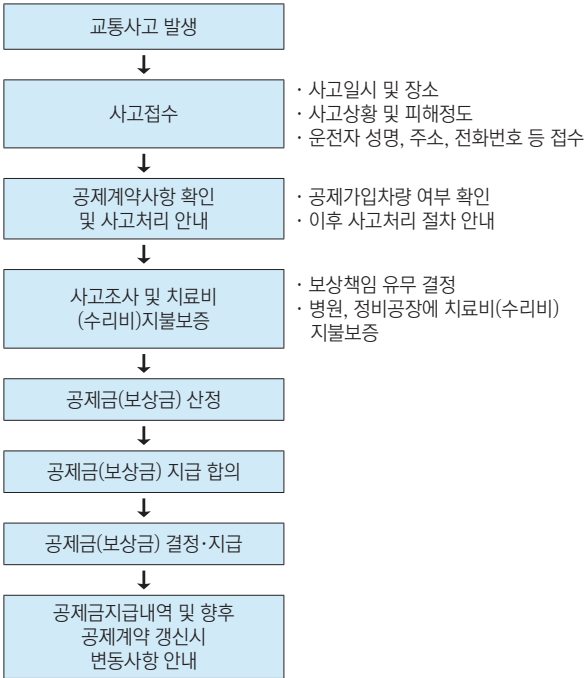 교통사고 발생
사고접수
· 사고일시 및 장소
· 사고상황 및 피해정도
· 운전자 성명, 주소, 전화번호 등 접수
공제계약사항 확인
및 사고처리 안내
· 공제가입차량 여부 확인
· 이후 사고처리 절차 안내
사고조사 및 치료비
(수리비)지불보증
· 보상책임 유무 결정
· 병원, 정비공장에 치료비(수리비)
지불보증
공제금(보상금) 산정
공제금(보상금) 지급 합의
공제금(보상금) 결정·지급
공제금지급내역 및 향후
공제계약 갱신시
변동사항 안내